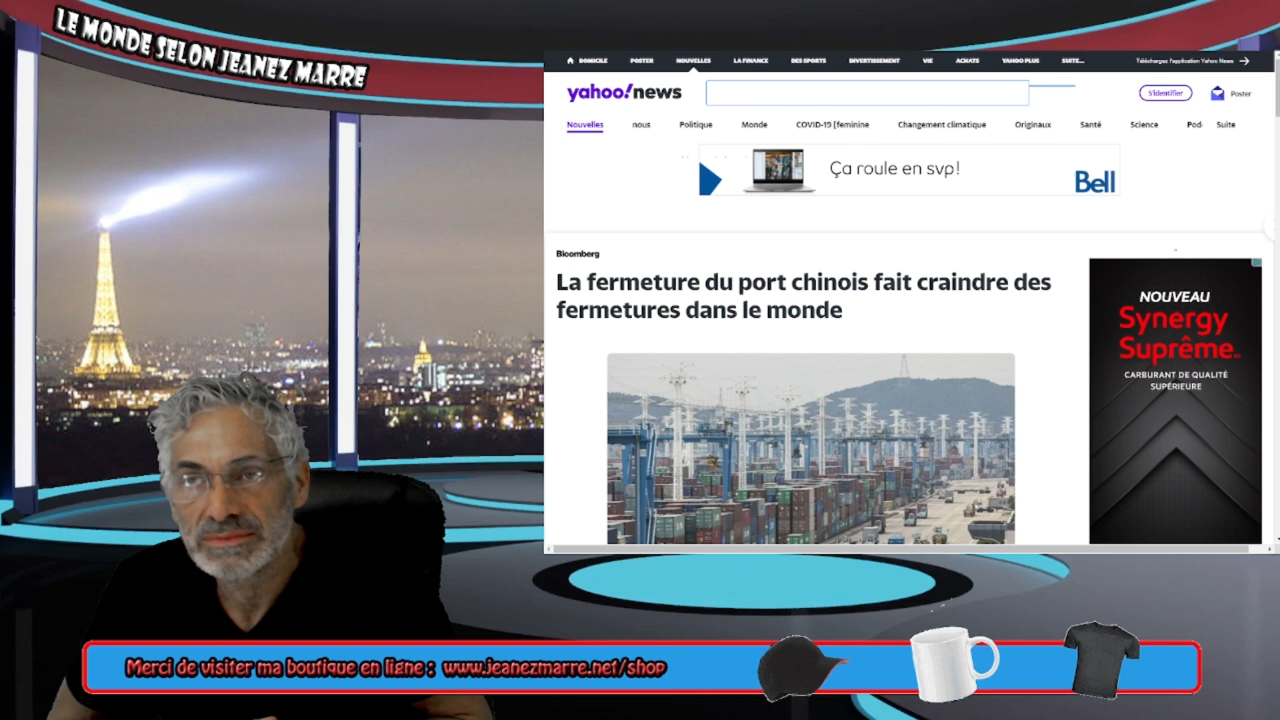 LE MONDE SELON JEANEZ MARRE
DOMICILE POSTER NOUVELLES LA FINANCE DES SPORTS DIVERTISSEMENT VIE ACHATS YAHOO PLUS SUITE... Téléchargez l'application Yahoo News
yahoo!news
S'identifier Poster
Nouvelles nous Politique Monde COVID-19 [feminine Changement climatique Originaux Santé Science Pod Suite
Ça roule en svp!
Bell
Bloomberg
La fermeture du port chinois fait craindre des
fermetures dans le monde
NOUVEAU
Synergy
Suprême
CARBURANT DE QUALITÉ
SUPÉRIEURE
Merci de visiter ma boutique en ligne : www.jeanezmarre.net/shop